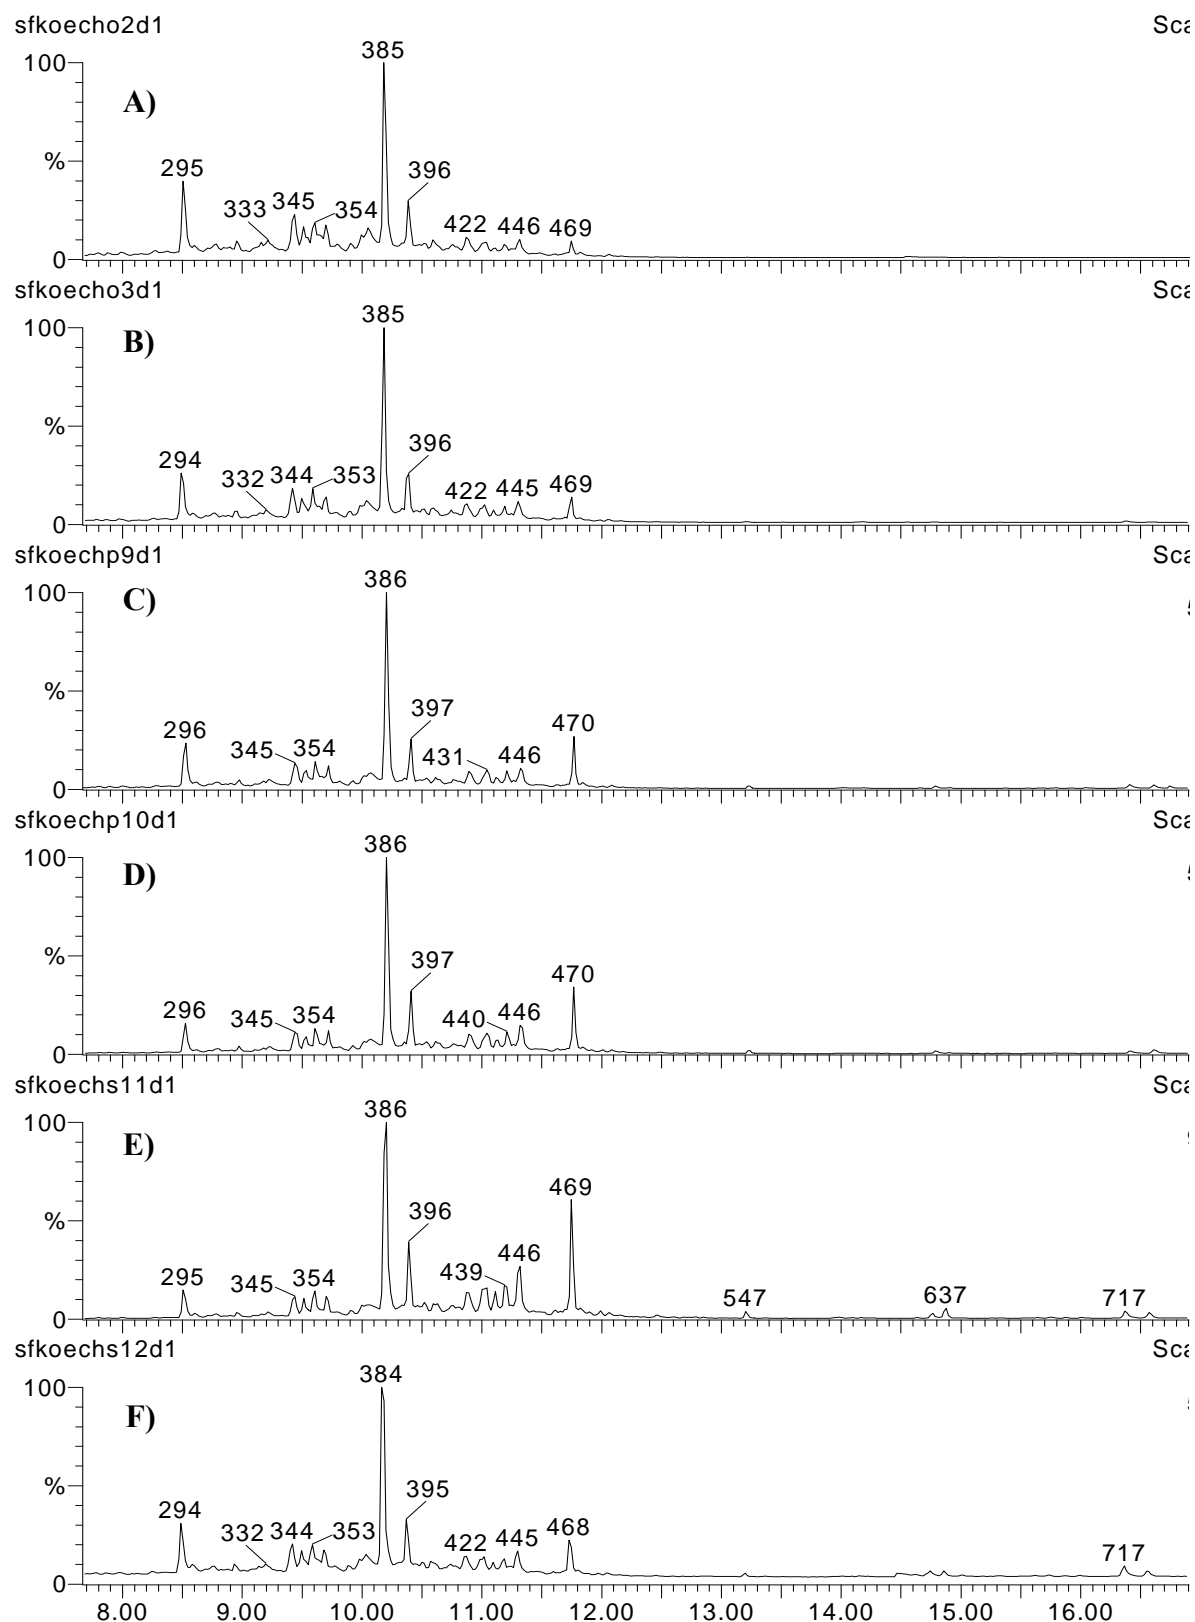 sfkoecho2d1 Sca
385
100
A)
%
295
396
333 345 354
422 446 469
0
sfkoecho3d1 Sca
385
100
B)
%
294
396
332 344 353
422 445 469
0
sfkoechp9d1 Sca
386
100
C)
%
296
397
345 354
431 446 470
0
sfkoechp10d1 Sca
386
100
D)
%
296
397
345 354
440 446 470
0
sfkoechs11d1 Sca
386
100
E)
%
295
396
469
345 354
439 446
547 637 717
0
sfkoechs12d1 Sca
384
100
F)
%
294
395
332 344 353
422 445 468
717
0
8.00 9.00 10.00 11.00 12.00 13.00 14.00 15.00 16.00